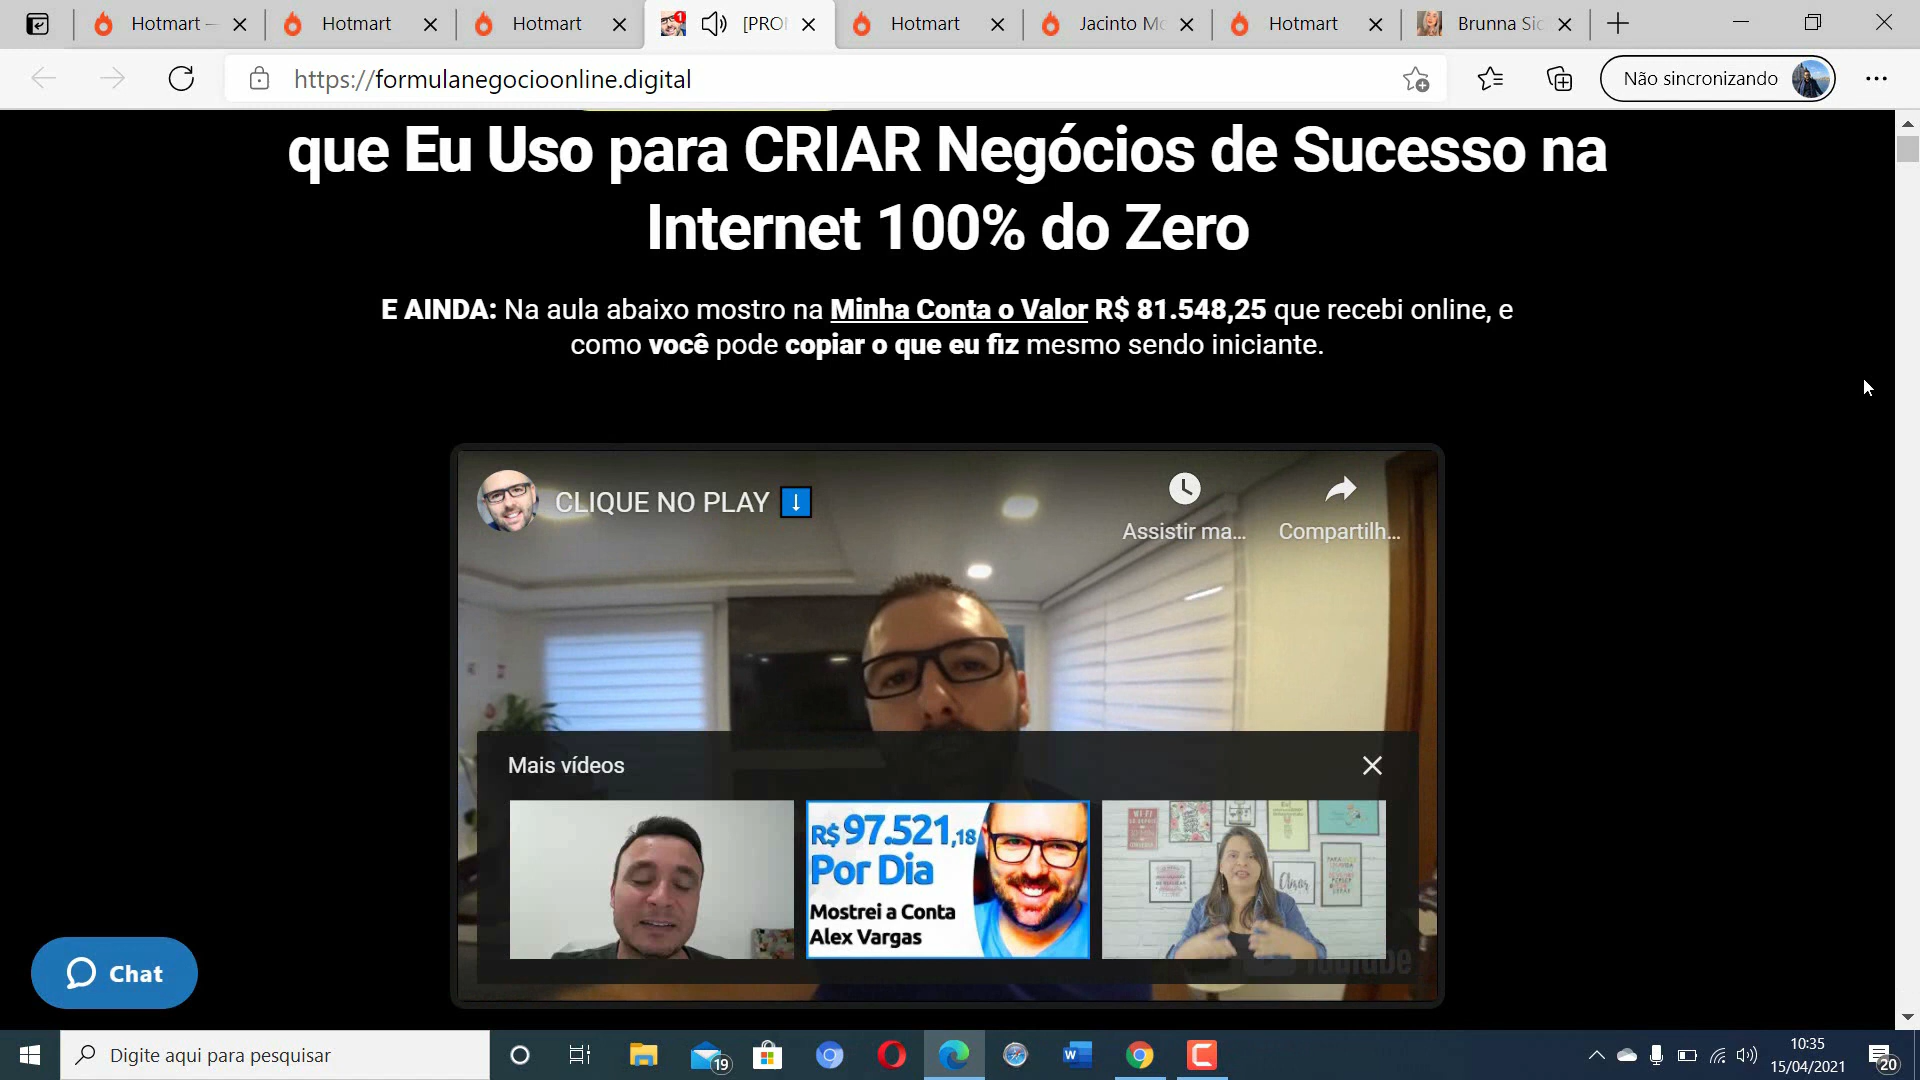 Hotmart –
Hotmart
Hotmart
[PRO
Hotmart
Jacinto Mo
Hotmart
Brunna Sic
https://formulanegocioonline.digital
Não sincronizando
que Eu Uso para CRIAR Negócios de Sucesso na
Internet 100% do Zero
E AINDA: Na aula abaixo mostro na Minha Conta o Valor R$ 81.548,25 que recebi online, e
como você pode copiar o que eu fiz mesmo sendo iniciante.
CLIQUE NO PLAY
Assistir ma...
Compartilh...
Mais vídeos
R$ 97.521,18
Por Dia
Mostrei a Conta
Alex Vargas
YouTube
Chat
Digite aqui para pesquisar
19
10:35
15/04/2021
20